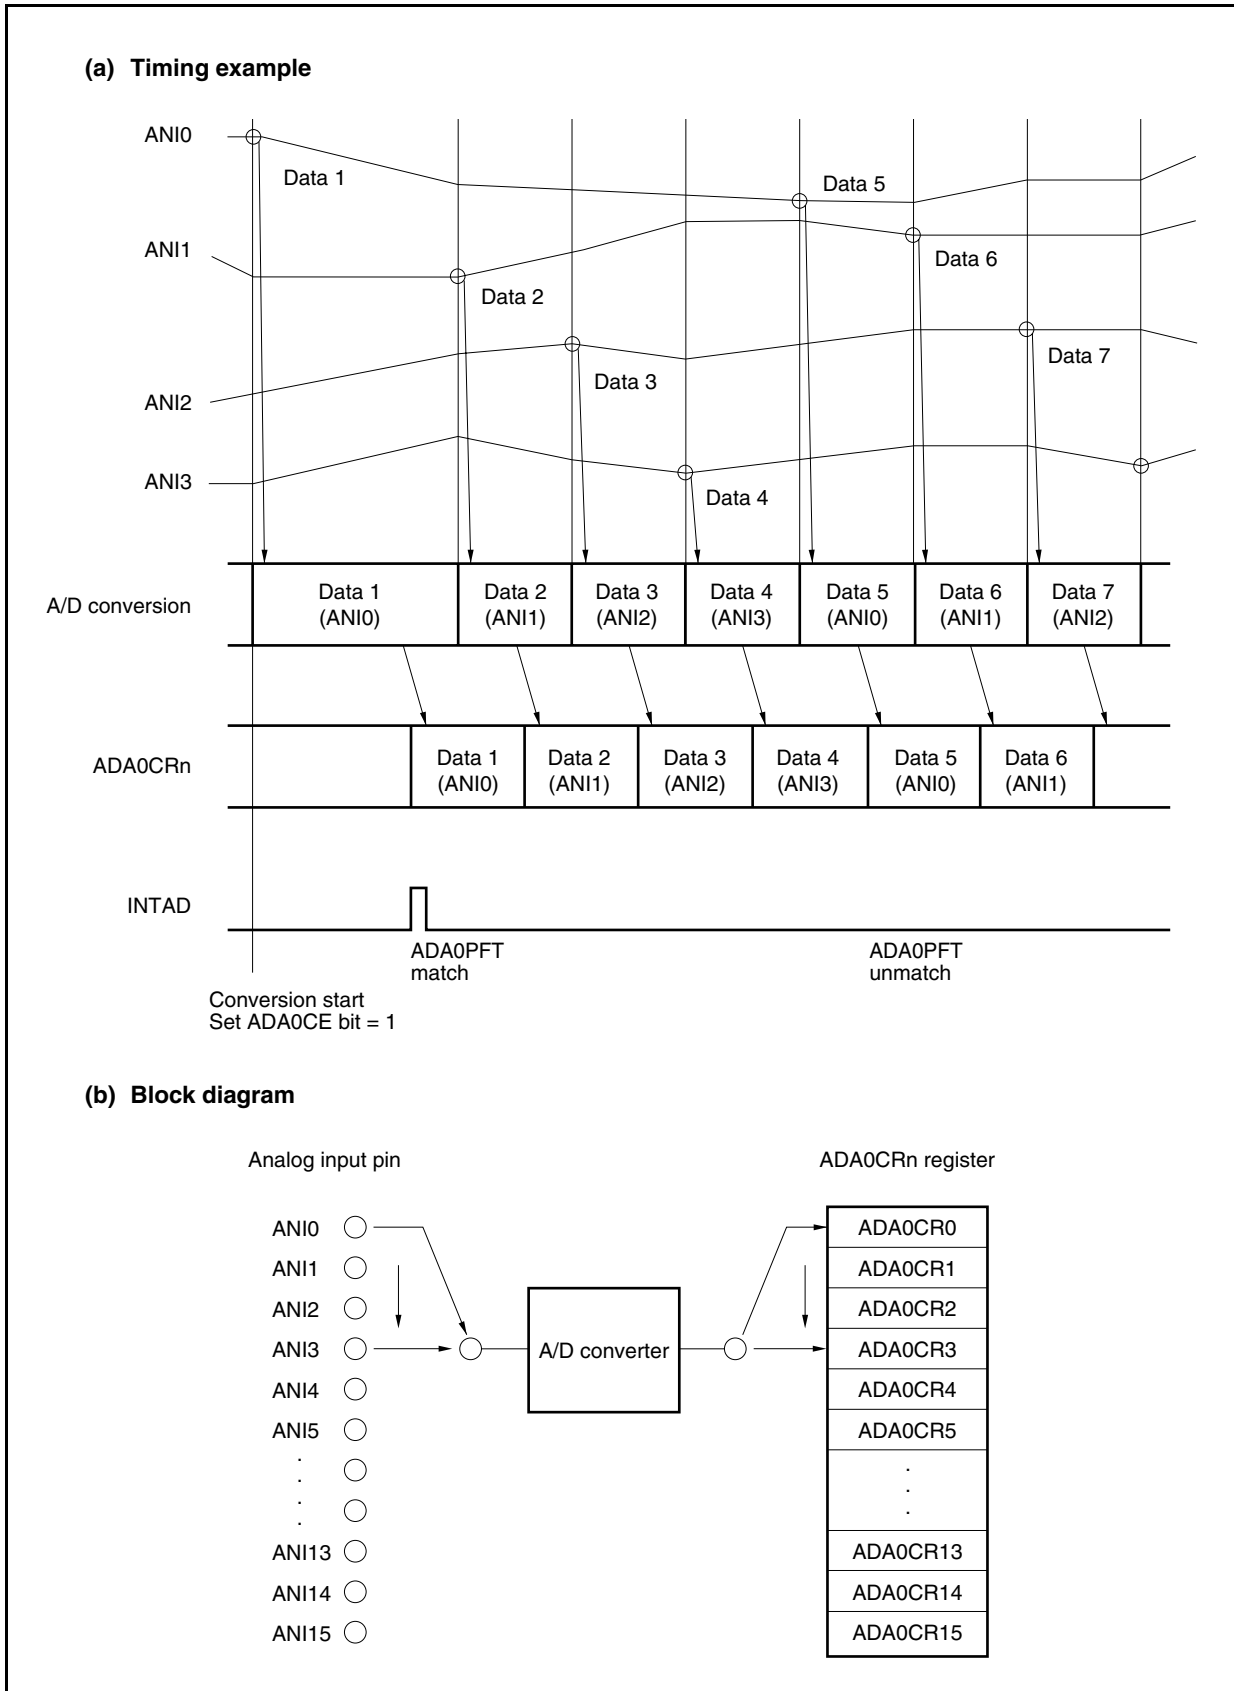 (a) Timing example
ANI0
Data 1
Data 5
ANI1
Data 6
Data 2
Data 7
Data 3
ANI2
ANI3
Data 4
A/D conversion
Data 1
(ANI0)
Data 2
(ANI1)
Data 3
(ANI2)
Data 4
(ANI3)
Data 5
(ANI0)
Data 6
(ANI1)
Data 7
(ANI2)
ADA0CRn
Data 1
(ANI0)
Data 2
(ANI1)
Data 3
(ANI2)
Data 4
(ANI3)
Data 5
(ANI0)
Data 6
(ANI1)
INTAD
ADA0PFT
match
ADA0PFT
unmatch
Conversion start
Set ADA0CE bit = 1
(b) Block diagram
Analog input pin
ADA0CRn register
ANI0
ANI1
ANI2
ANI3
ANI4
ANI5
.
.
.
.
ANI13
ANI14
ANI15
A/D converter
ADA0CR0
ADA0CR1
ADA0CR2
ADA0CR3
ADA0CR4
ADA0CR5
.
.
.
ADA0CR13
ADA0CR14
ADA0CR15